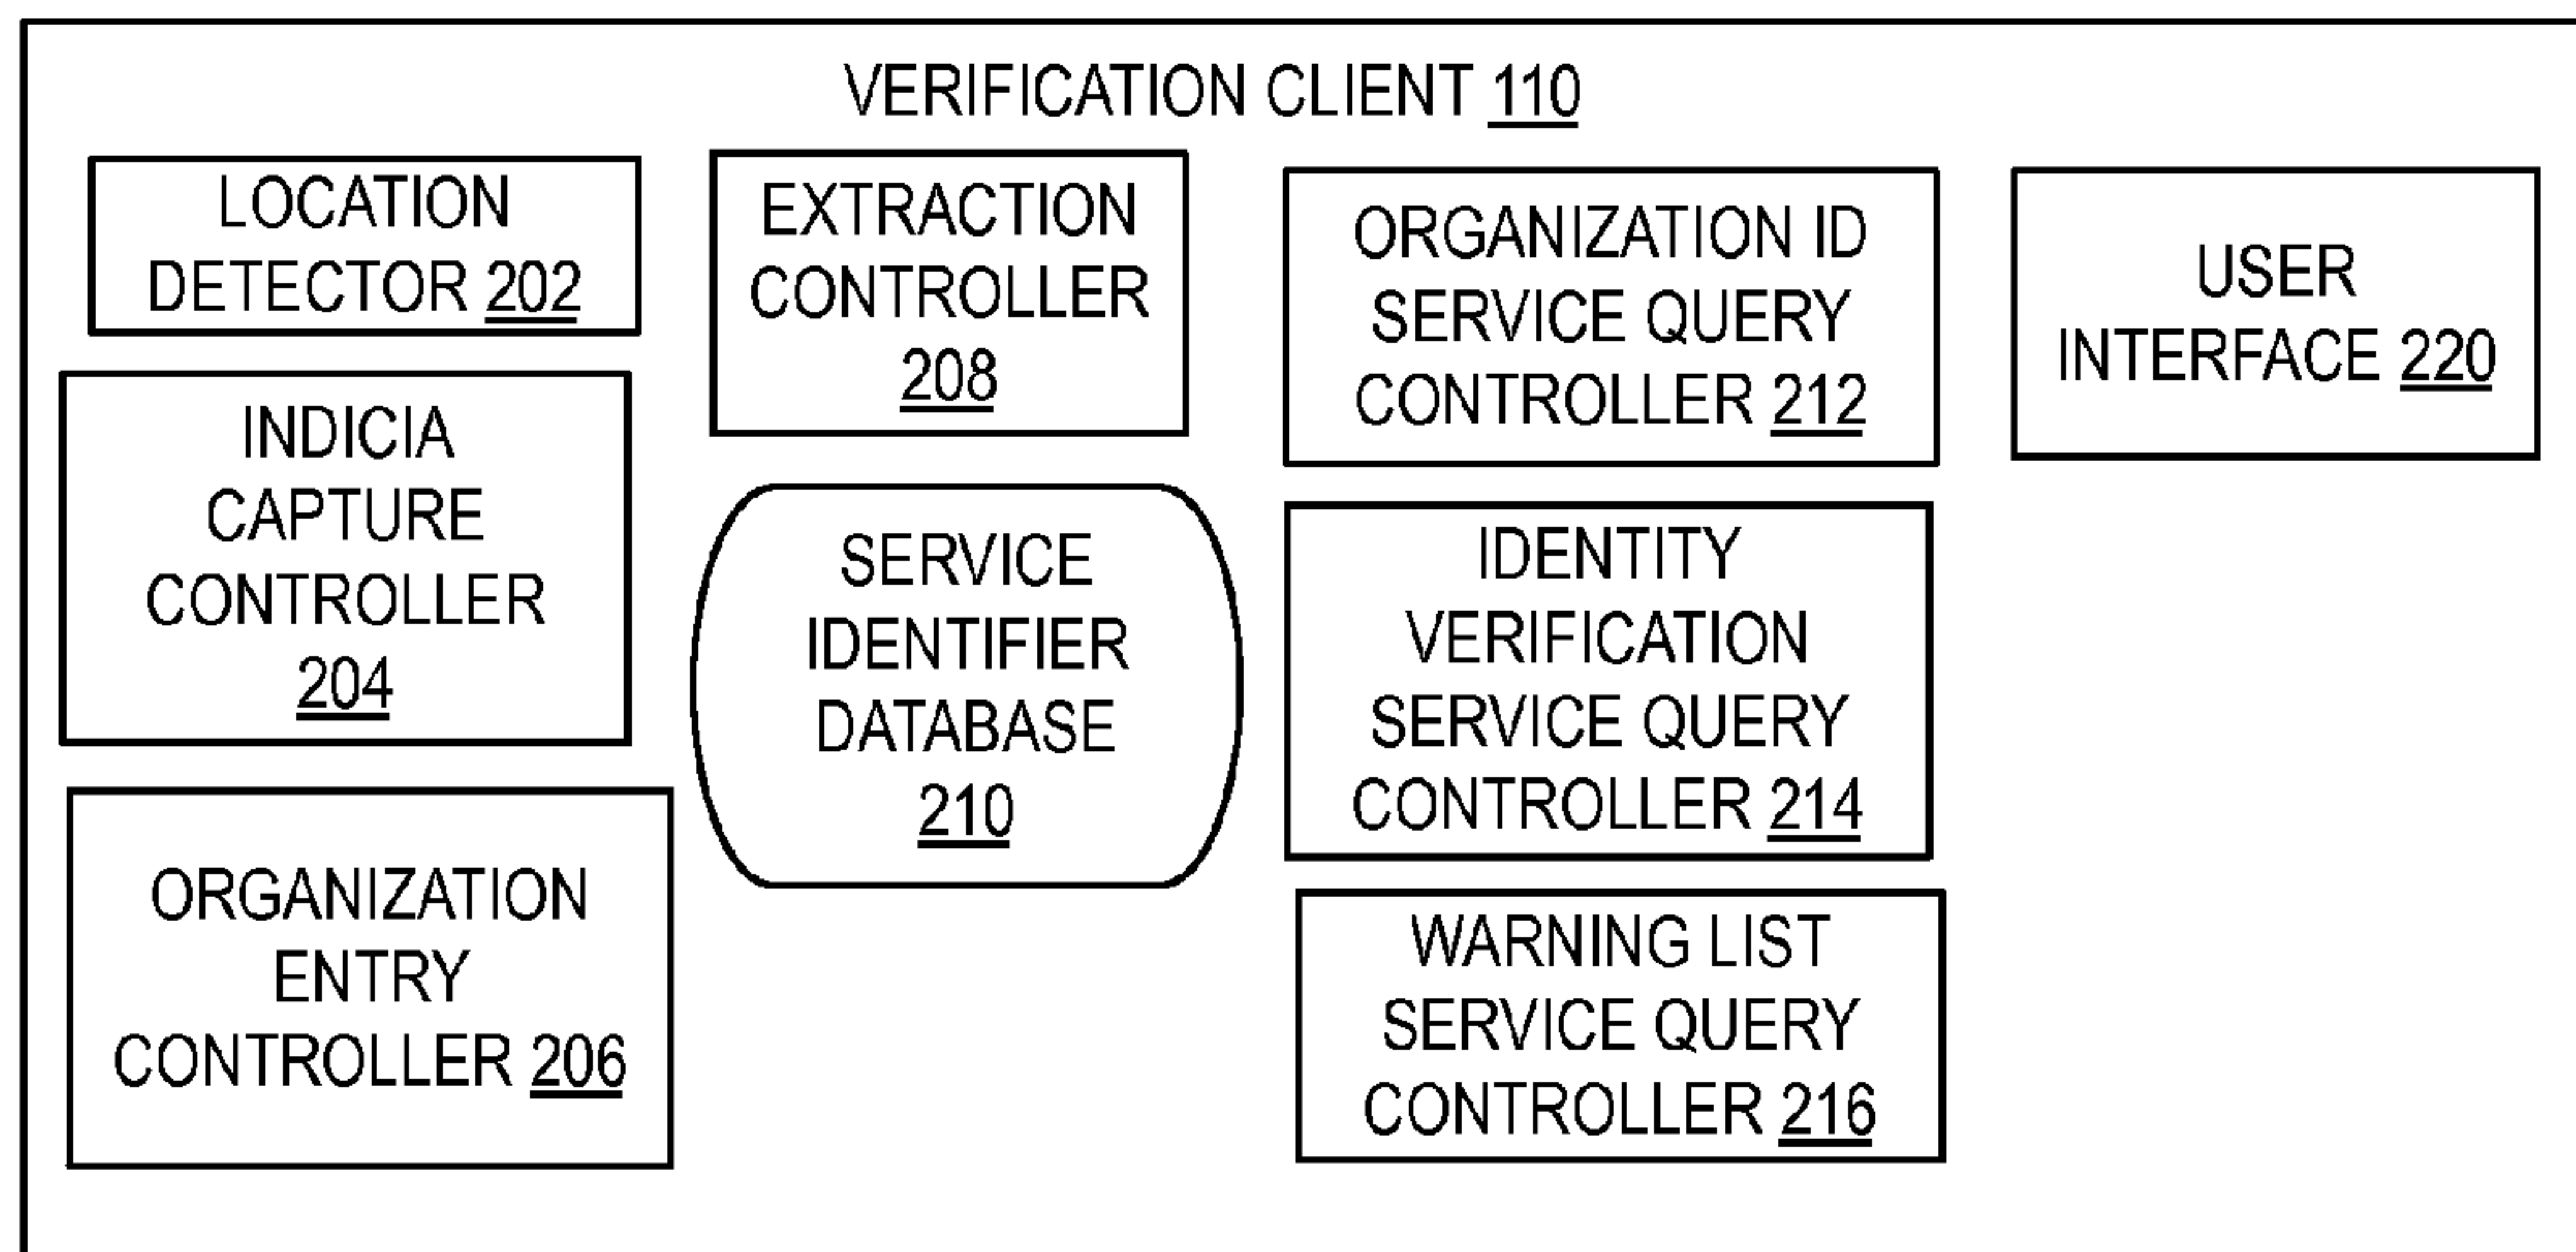 VERIFICATION CLIENT 110
LOCATION
DETECTOR 202
INDICIA
CAPTURE
CONTROLLER
204
ORGANIZATION
ENTRY
CONTROLLER 206
EXTRACTION
CONTROLLER
208
SERVICE
IDENTIFIER
DATABASE
210
ORGANIZATION ID
SERVICE QUERY
CONTROLLER 212
IDENTITY
VERIFICATION
SERVICE QUERY
CONTROLLER 214
WARNING LIST
SERVICE QUERY
CONTROLLER 216
USER
INTERFACE 220